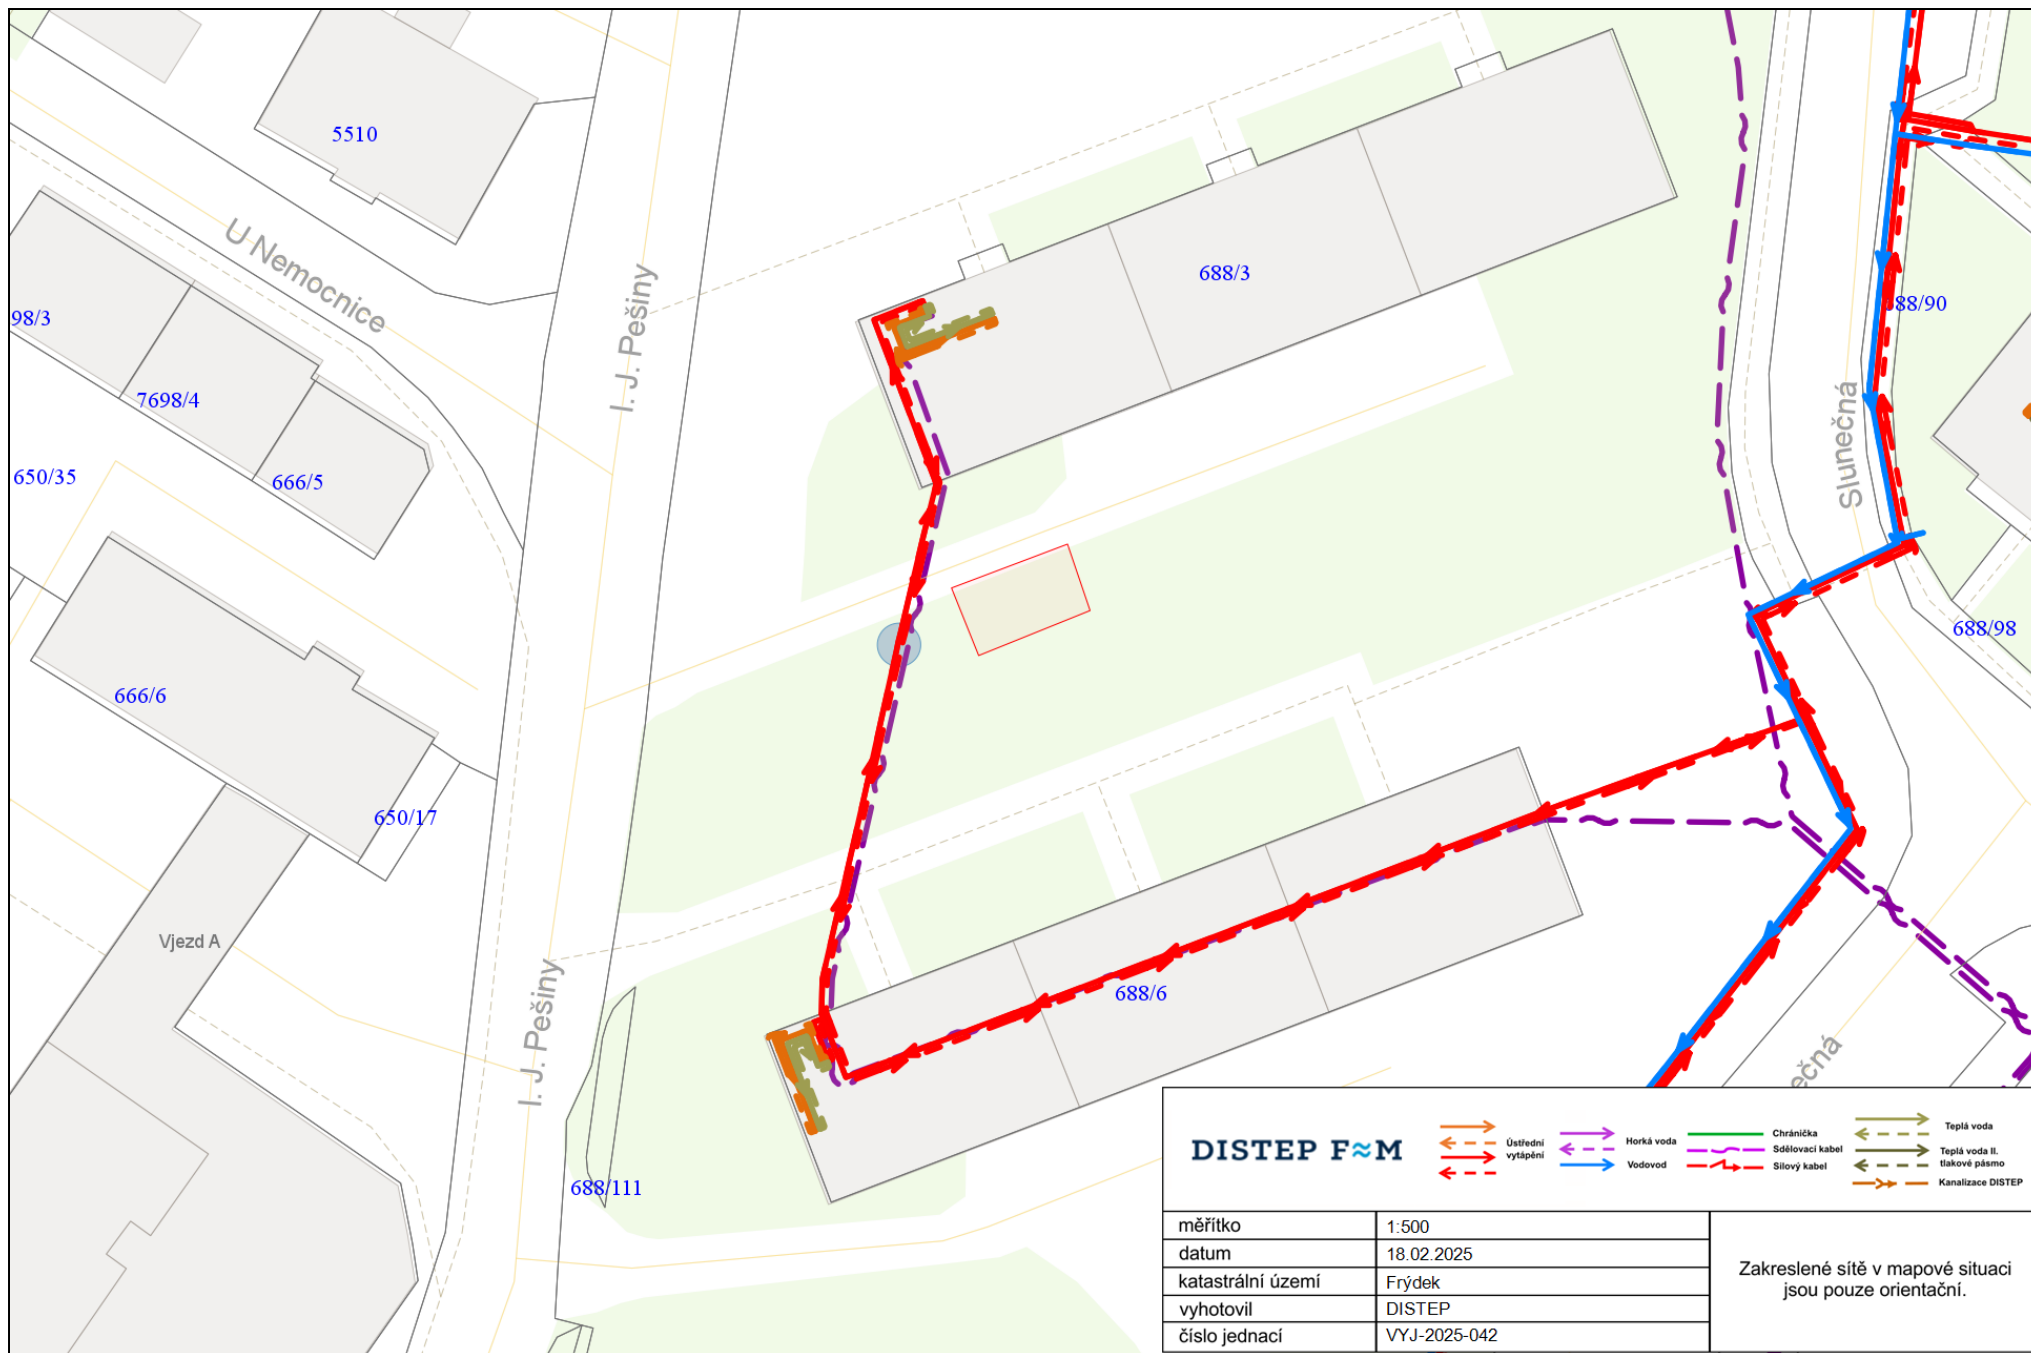 5510
U Nemocnice
I. J. Pešiny
688/3
98/3
88/90
7698/4
Slunečná
650/35
666/5
688/98
666/6
650/17
Vjezd A
688/6
I. J. Pešiny
ečná
688/111
DISTEP F≈M
Ústřední
vytápění
Horká voda
Vodovod
Chránička
Sdělovací kabel
Silový kabel
Teplá voda
Teplá voda II.
tlakové pásmo
Kanalizace DISTEP
měřítko 1:500
datum 18.02.2025
katastrální území Frýdek
vyhotovil DISTEP
číslo jednací VYJ-2025-042
Zakreslené sítě v mapové situaci
jsou pouze orientační.